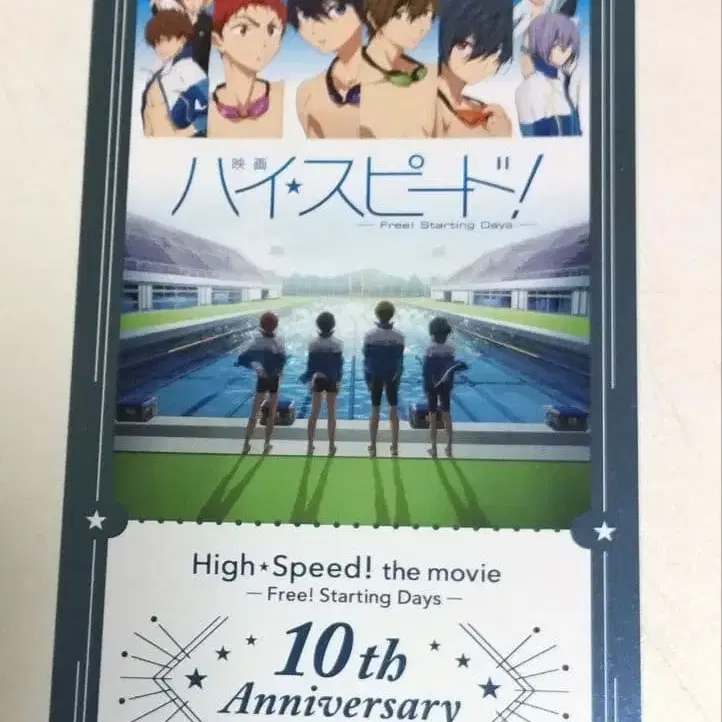 映画
ハイ☆スピード!
— Free! Starting Days —
High★Speed! the movie
— Free! Starting Days —
10th
Anniversary